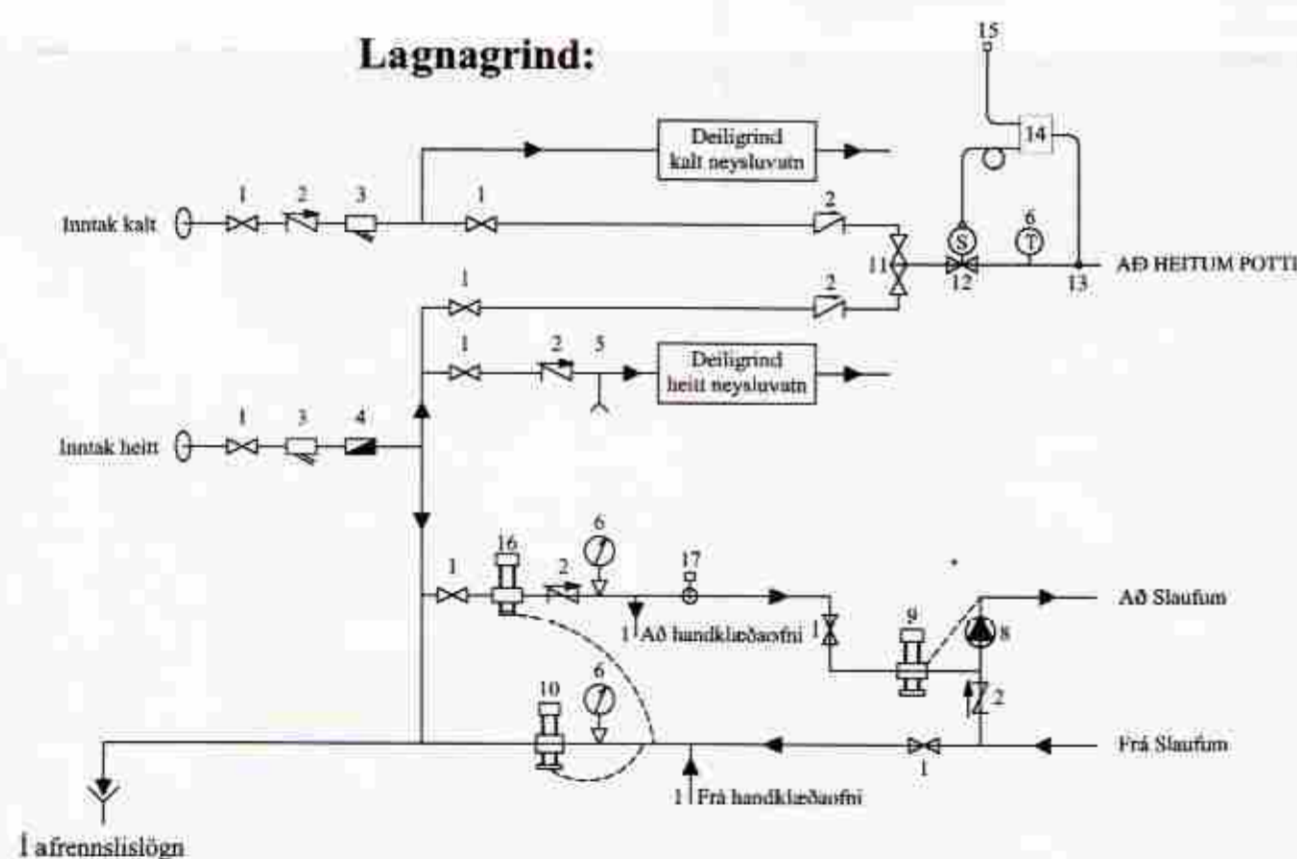 Lagnagrind:
15
14
Deiligrind
kalt neysluvatn
1 2 3 1 2 6
Inntak kalt
S T
11 12 13 AÐ HEITUM POTTI
1 2
1 2 5
Deiligrind
heitt neysluvatn
1 3 4
Inntak heitt
6
16 17
1 2
Að Slaufum
1 Að handklæðaofni 1 9 8
6
10 2
Frá Slaufum
1
1 Frá handklæðaofni
Í afrennslislögn